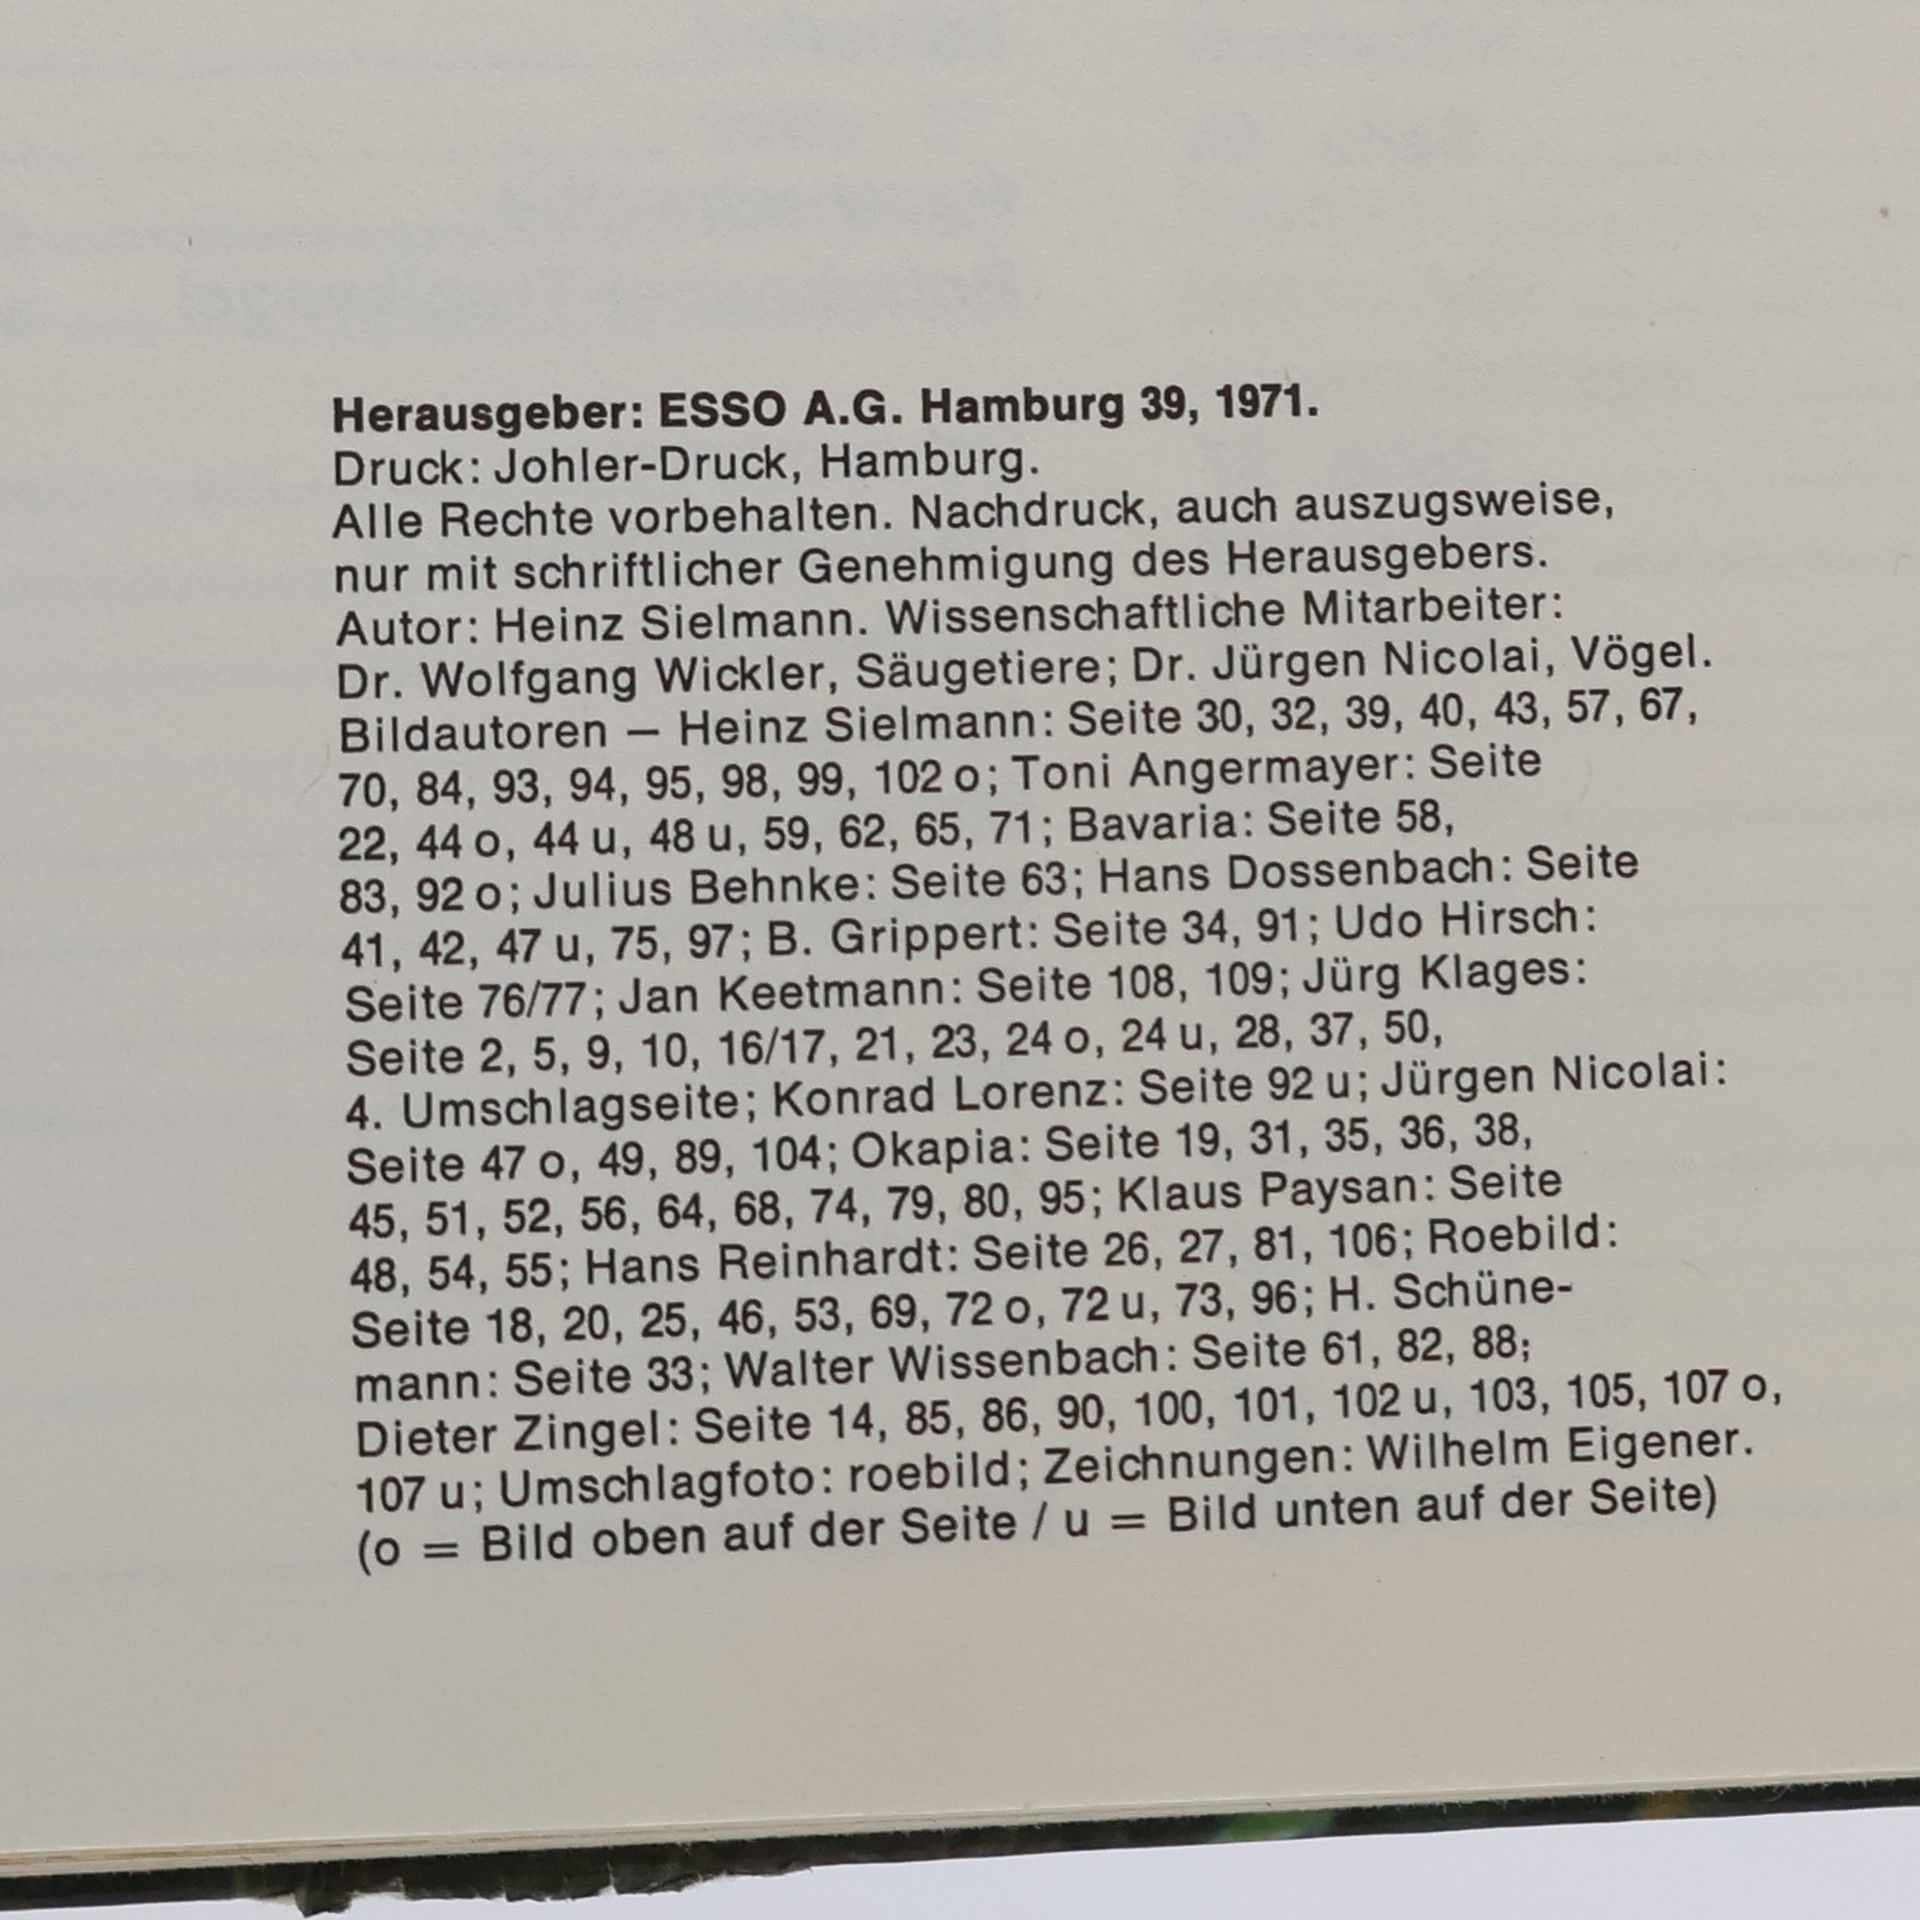 Herausgeber: ESSO A.G. Hamburg 39, 1971.
Druck: Johler-Druck, Hamburg.
Alle Rechte vorbehalten. Nachdruck, auch auszugsweise,
nur mit schriftlicher Genehmigung des Herausgebers.
Autor: Heinz Sielmann. Wissenschaftliche Mitarbeiter:
Dr. Wolfgang Wickler, Säugetiere; Dr. Jürgen Nicolai, Vögel.
Bildautoren – Heinz Sielmann: Seite 30, 32, 39, 40, 43, 57, 67,
70, 84, 93, 94, 95, 98, 99, 102 o; Toni Angermayer: Seite
22, 44 o, 44 u, 48 u, 59, 62, 65, 71; Bavaria: Seite 58,
83, 92 o; Julius Behnke: Seite 63; Hans Dossenbach: Seite
41, 42, 47 u, 75, 97; B. Grippert: Seite 34, 91; Udo Hirsch:
Seite 76/77; Jan Keetmann: Seite 108, 109; Jürg Klages:
Seite 2, 5, 9, 10, 16/17, 21, 23, 24 o, 24 u, 28, 37, 50,
4. Umschlagseite; Konrad Lorenz: Seite 92 u; Jürgen Nicolai:
Seite 47 o, 49, 89, 104; Okapia: Seite 19, 31, 35, 36, 38,
45, 51, 52, 56, 64, 68, 74, 79, 80, 95; Klaus Paysan: Seite
48, 54, 55; Hans Reinhardt: Seite 26, 27, 81, 106; Roebild:
Seite 18, 20, 25, 46, 53, 69, 72 o, 72 u, 73, 96; H. Schüne-
mann: Seite 33; Walter Wissenbach: Seite 61, 82, 88;
Dieter Zingel: Seite 14, 85, 86, 90, 100, 101, 102 u, 103, 105, 107 o,
107 u; Umschlagfoto: roebild; Zeichnungen: Wilhelm Eigener.
(o = Bild oben auf der Seite / u = Bild unten auf der Seite)